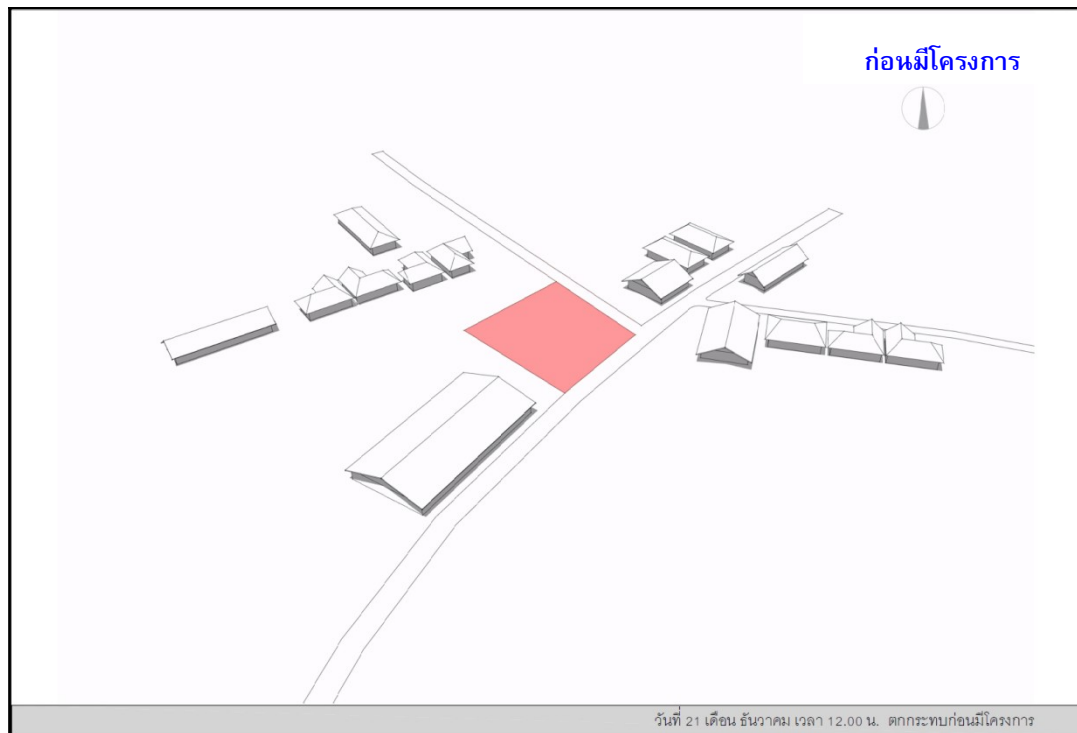 ก่อนมีโครงการ
วันที่ 21 เดือน ธันวาคม เวลา 12.00 น. ตกกระทบก่อนมีโครงการ